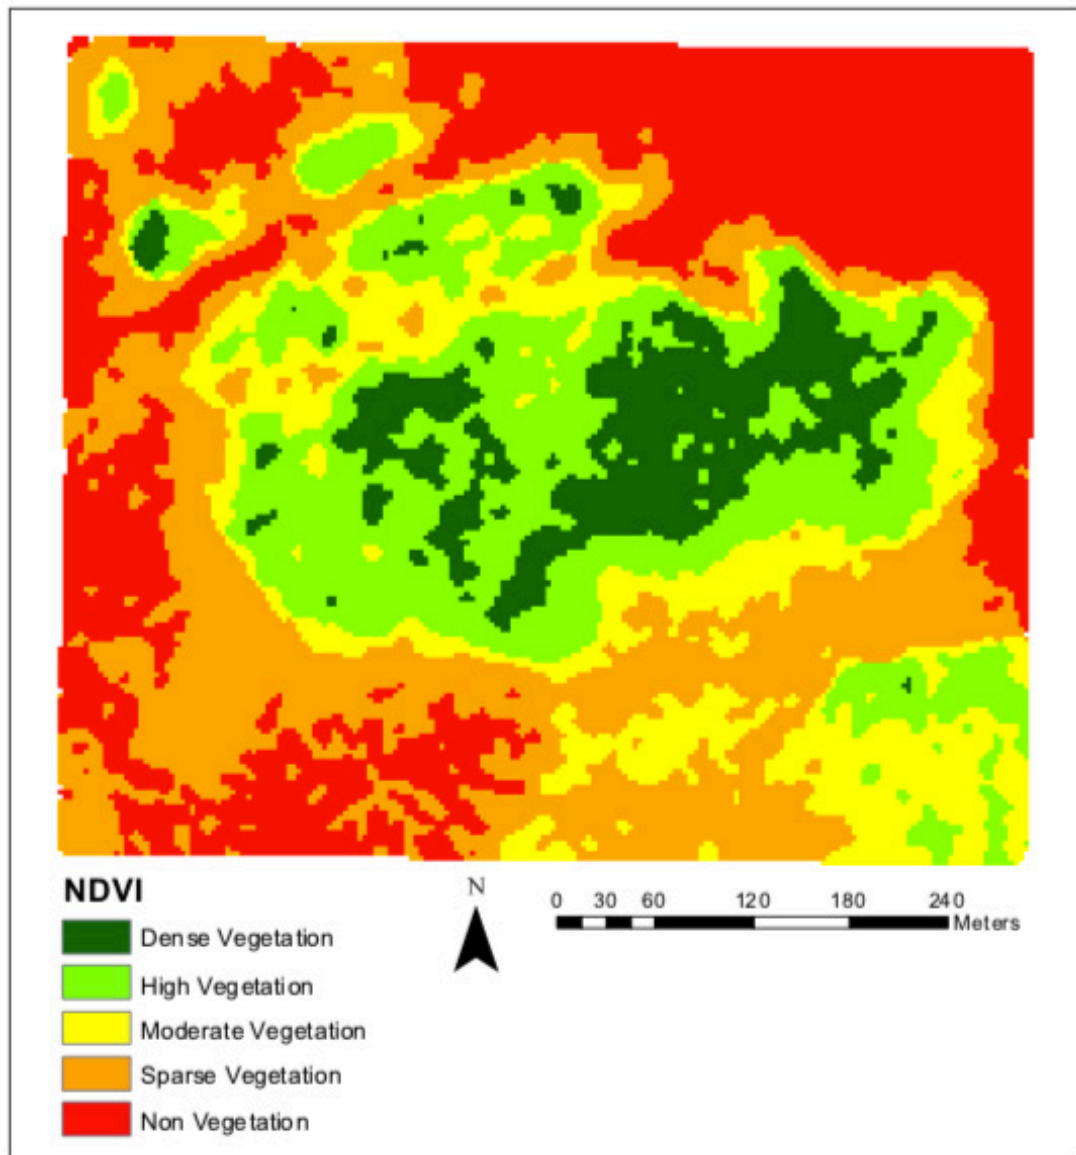 NDVI
Dense Vegetation
High Vegetation
Moderate Vegetation
Sparse Vegetation
Non Vegetation
N
0 30 60 120 180 240
Meters